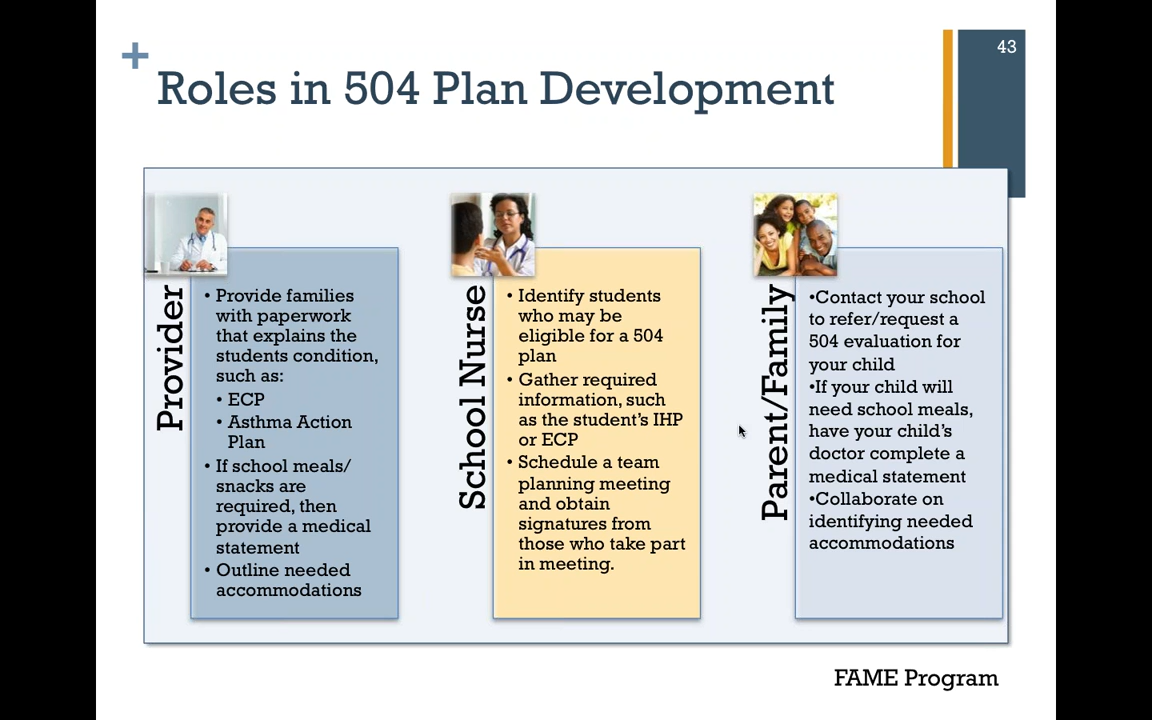 43
+
Roles in 504 Plan Development
Provider
• Provide families
with paperwork
that explains the
students condition,
such as:
• ECP
• Asthma Action
Plan
• If school meals/
snacks are
required, then
provide a medical
statement
• Outline needed
accommodations
School Nurse
• Identify students
who may be
eligible for a 504
plan
• Gather required
information, such
as the student’s IHP
or ECP
• Schedule a team
planning meeting
and obtain
signatures from
those who take part
in meeting.
Parent/Family
•Contact your school
to refer/request a
504 evaluation for
your child
•If your child will
need school meals,
have your child’s
doctor complete a
medical statement
•Collaborate on
identifying needed
accommodations
FAME Program